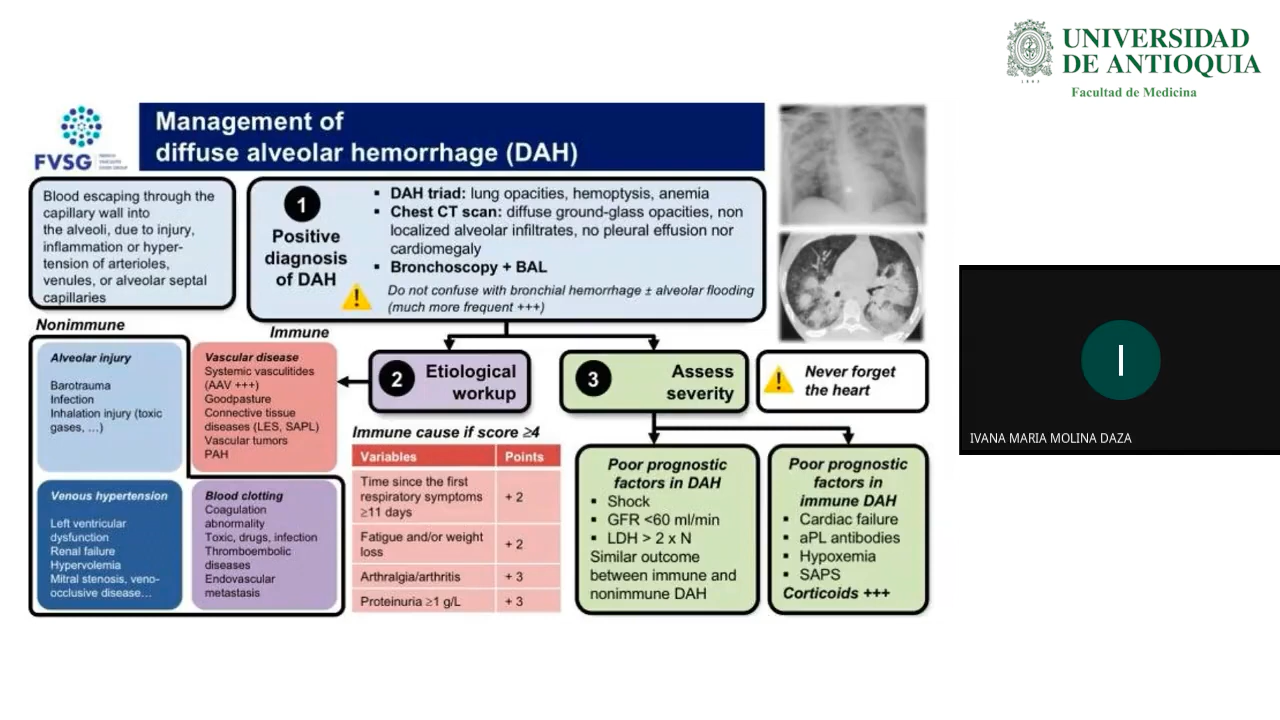 UNIVERSIDAD
DE ANTIOQUIA
1803
Facultad de Medicina
FVSG
Management of
diffuse alveolar hemorrhage (DAH)
Blood escaping through the
capillary wall into
the alveoli, due to injury,
inflammation or hyper-
tension of arterioles,
venules, or alveolar septal
capillaries
1
Positive
diagnosis
of DAH
▪ DAH triad: lung opacities, hemoptysis, anemia
▪ Chest CT scan: diffuse ground-glass opacities, non
localized alveolar infiltrates, no pleural effusion nor
cardiomegaly
▪ Bronchoscopy + BAL
Do not confuse with bronchial hemorrhage ± alveolar flooding
(much more frequent +++)
Nonimmune
Immune
Alveolar injury
Barotrauma
Infection
Inhalation injury (toxic
gases, ...)
Vascular disease
Systemic vasculitides
(AAV +++)
Goodpasture
Connective tissue
diseases (LES, SAPL)
Vascular tumors
PAH
Venous hypertension
Left ventricular
dysfunction
Renal failure
Hypervolemia
Mitral stenosis, veno-
occlusive disease...
Blood clotting
Coagulation
abnormality
Toxic, drugs, infection
Thromboembolic
diseases
Endovascular
metastasis
2 Etiological
workup
Immune cause if score ≥4
Variables Points
Time since the first
respiratory symptoms
≥11 days + 2
Fatigue and/or weight
loss + 2
Arthralgia/arthritis + 3
Proteinuria ≥1 g/L + 3
3 Assess
severity
Never forget
the heart
Poor prognostic
factors in DAH
▪ Shock
▪ GFR <60 ml/min
▪ LDH > 2 x N
Similar outcome
between immune and
nonimmune DAH
Poor prognostic
factors in
immune DAH
▪ Cardiac failure
▪ aPL antibodies
▪ Hypoxemia
▪ SAPS
Corticoids +++
I
IVANA MARIA MOLINA DAZA